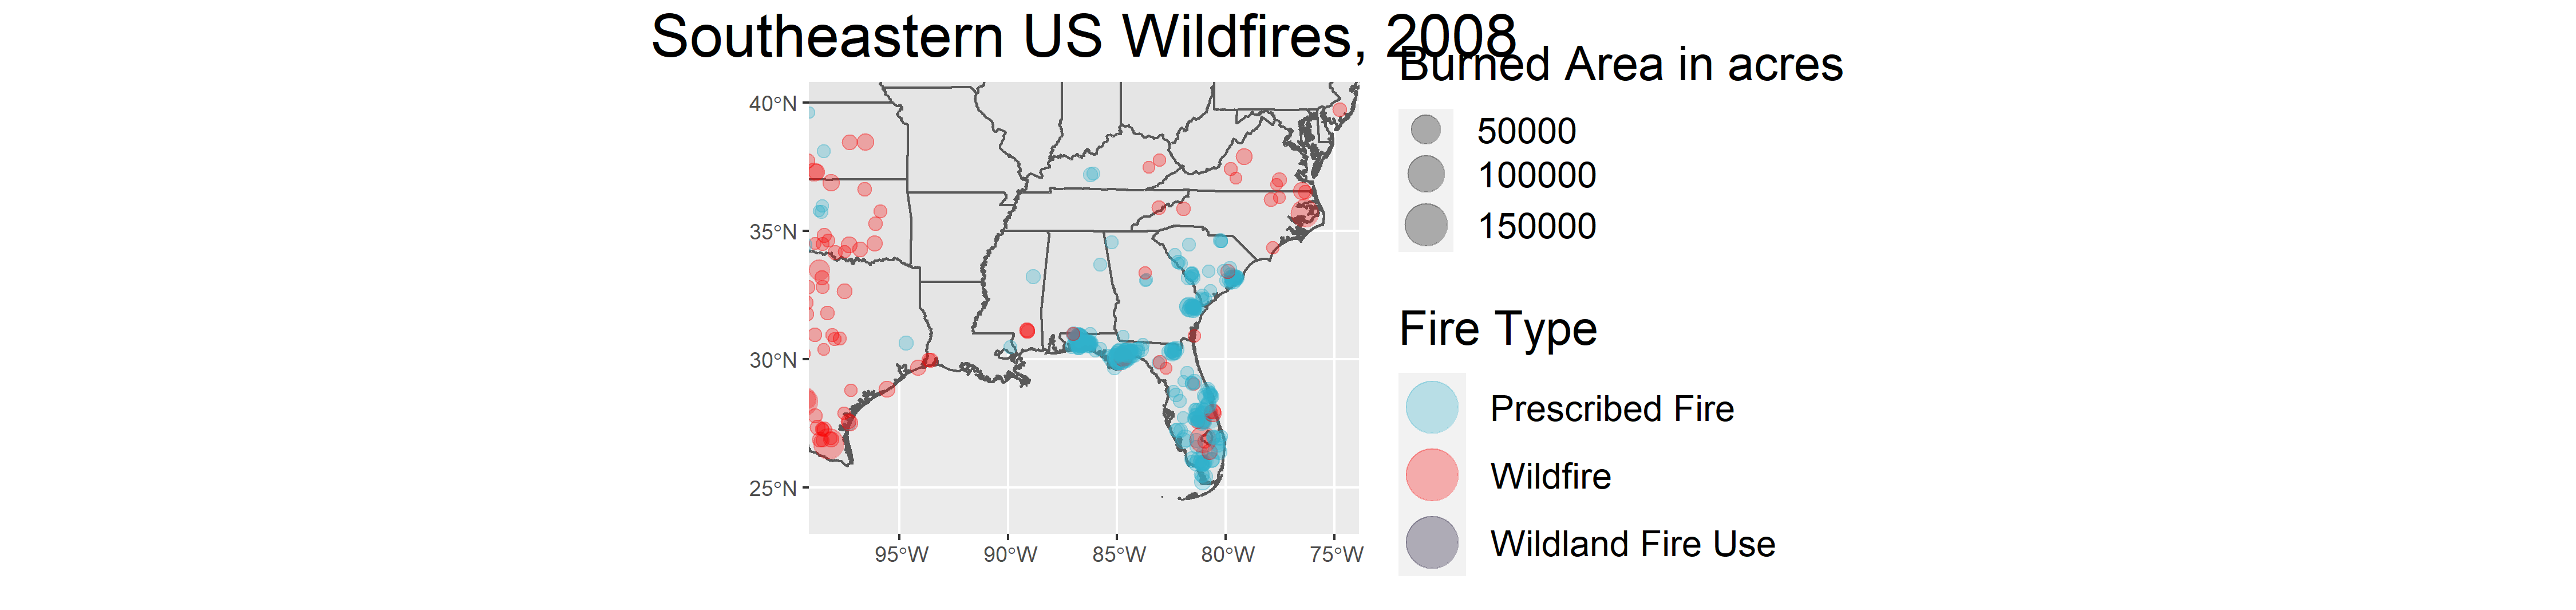 Southeastern US Wildfires, 2008
Burned Area in acres
50000
100000
150000
Fire Type
Prescribed Fire
Wildfire
Wildland Fire Use
40°N
35°N
30°N
25°N
95°W
90°W
85°W
80°W
75°W